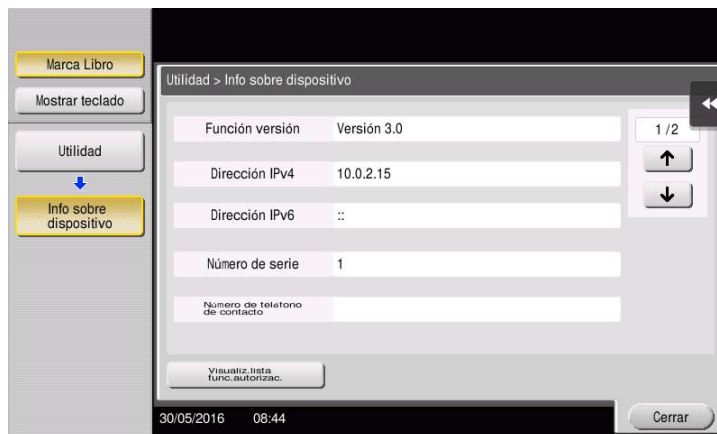 Marca Libro
Mostrar teclado
Utilidad
Info sobre
dispositivo
Utilidad > Info sobre dispositivo
Función versión Versión 3.0
Dirección IPv4 10.0.2.15
Dirección IPv6 ::
Número de serie 1
Número de teléfono
de contacto
1/2
Visualiz.lista
func.autorizac.
30/05/2016 08:44
Cerrar